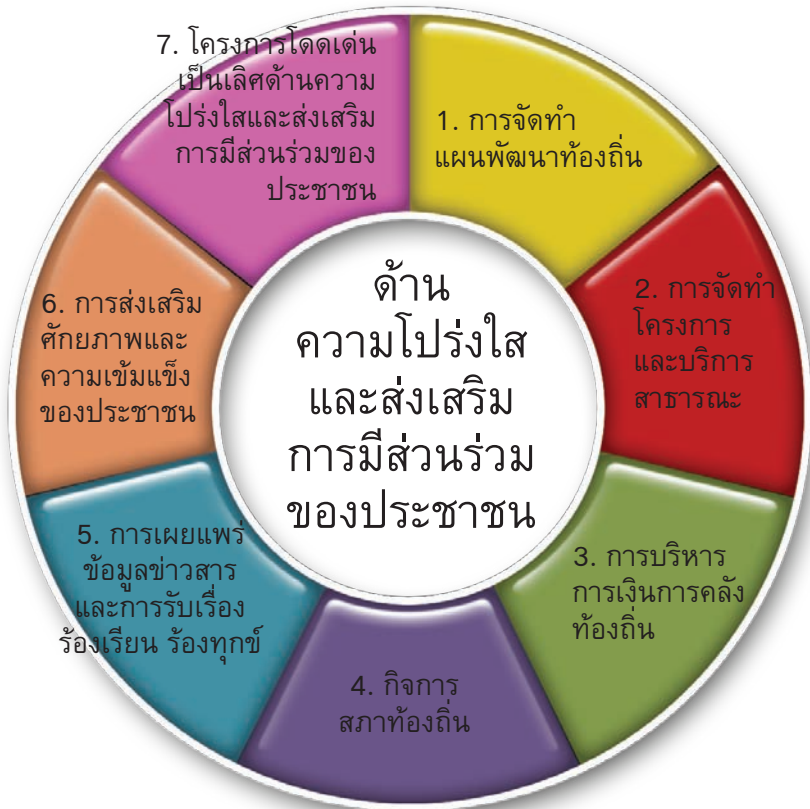 ด้าน
ความโปร่งใส
และส่งเสริม
การมีส่วนร่วม
ของประชาชน
1. การจัดทำ
แผนพัฒนาท้องถิ่น
2. การจัดทำ
โครงการ
และบริการ
สาธารณะ
3. การบริหาร
การเงินการคลัง
ท้องถิ่น
4. กิจการ
สภาท้องถิ่น
5. การเผยแพร่
ข้อมูลข่าวสาร
และการรับเรื่อง
ร้องเรียน ร้องทุกข์
6. การส่งเสริม
ศักยภาพและ
ความเข้มแข็ง
ของประชาชน
7. โครงการโดดเด่น
เป็นเลิศด้านความ
โปร่งใสและส่งเสริม
การมีส่วนร่วมของ
ประชาชน